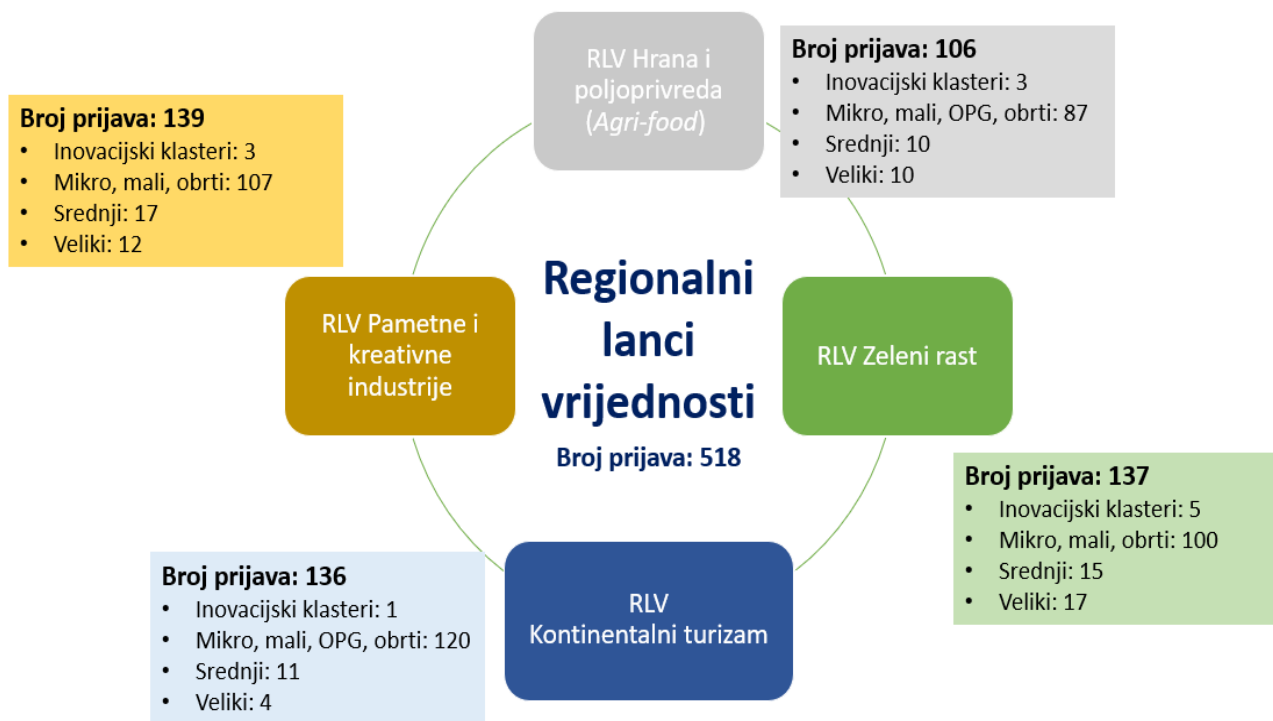 RLV Hrana i
poljoprivreda
(Agri-food)
Broj prijava: 106
• Inovacijski klasteri: 3
• Mikro, mali, OPG, obrti: 87
• Srednji: 10
• Veliki: 10
Broj prijava: 139
• Inovacijski klasteri: 3
• Mikro, mali, obrti: 107
• Srednji: 17
• Veliki: 12
RLV Pametne i
kreativne
industrije
Regionalni
lanci
vrijednosti
Broj prijava: 518
RLV Zeleni rast
Broj prijava: 137
• Inovacijski klasteri: 5
• Mikro, mali, obrti: 100
• Srednji: 15
• Veliki: 17
Broj prijava: 136
• Inovacijski klasteri: 1
• Mikro, mali, OPG, obrti: 120
• Srednji: 11
• Veliki: 4
RLV
Kontinentalni turizam